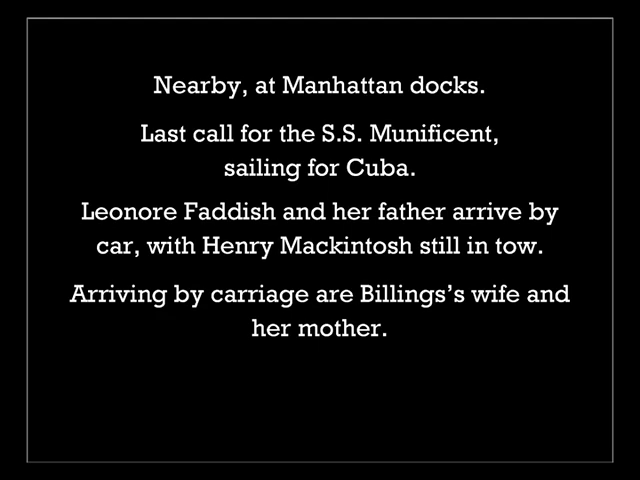 Nearby, at Manhattan docks.
Last call for the S.S. Munificent,
sailing for Cuba.
Leonore Faddish and her father arrive by
car, with Henry Mackintosh still in tow.
Arriving by carriage are Billings’s wife and
her mother.